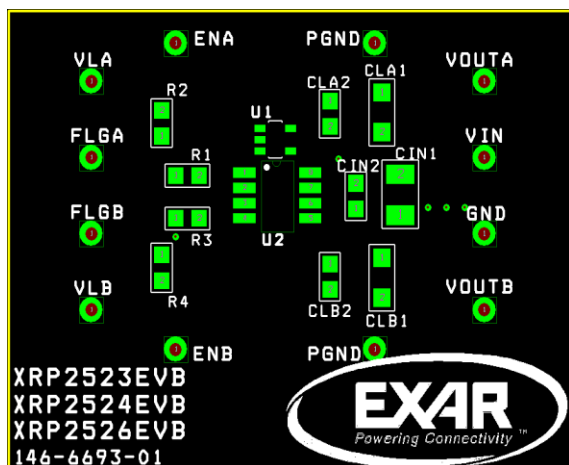 ENA
PGND
VLA
VOUTA
CLA2
CLA1
R2
U1
FLGA
VIN
R1
CIN2
CIN1
FLGB
GND
R3
U2
VLB
VOUTB
R4
CLB2
CLB1
ENB
PGND
XRP2523EVB
XRP2524EVB
XRP2526EVB
146-6693-01
EXAR
Powering Connectivity™